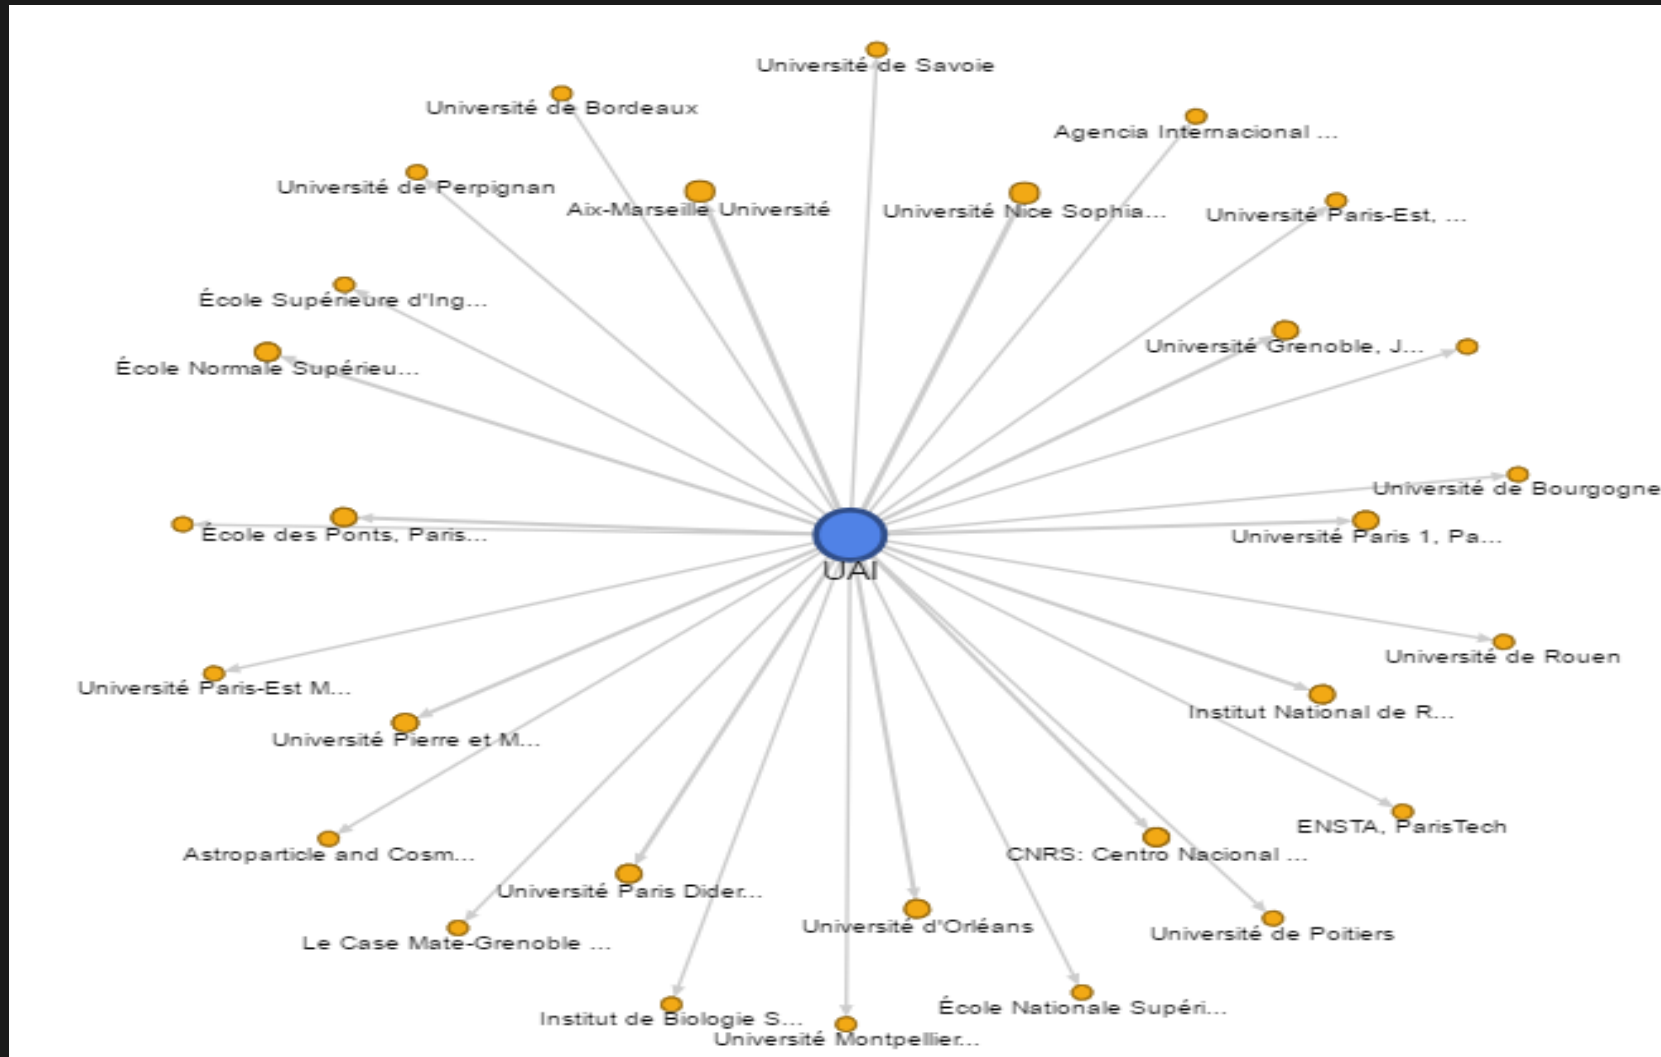 Université de Savoie
Université de Bordeaux
Agencia Internacional ...
Université de Perpignan
Aix-Marseille Université
Université Nice Sophia...
Université Paris-Est, ...
École Supérieure d'Ing...
Université Grenoble, J...
École Normale Supérieu...
Université de Bourgogne
École des Ponts, Paris...
Université Paris 1, Pa...
UAI
Université de Rouen
Université Paris-Est M...
Institut National de R...
Université Pierre et M...
ENSTA, ParisTech
Astroparticle and Cosm...
CNRS: Centro Nacional ...
Université Paris Dider...
Université d'Orléans
Université de Poitiers
Le Case Mate-Grenoble ...
École Nationale Supéri...
Institut de Biologie S...
Université Montpellier...